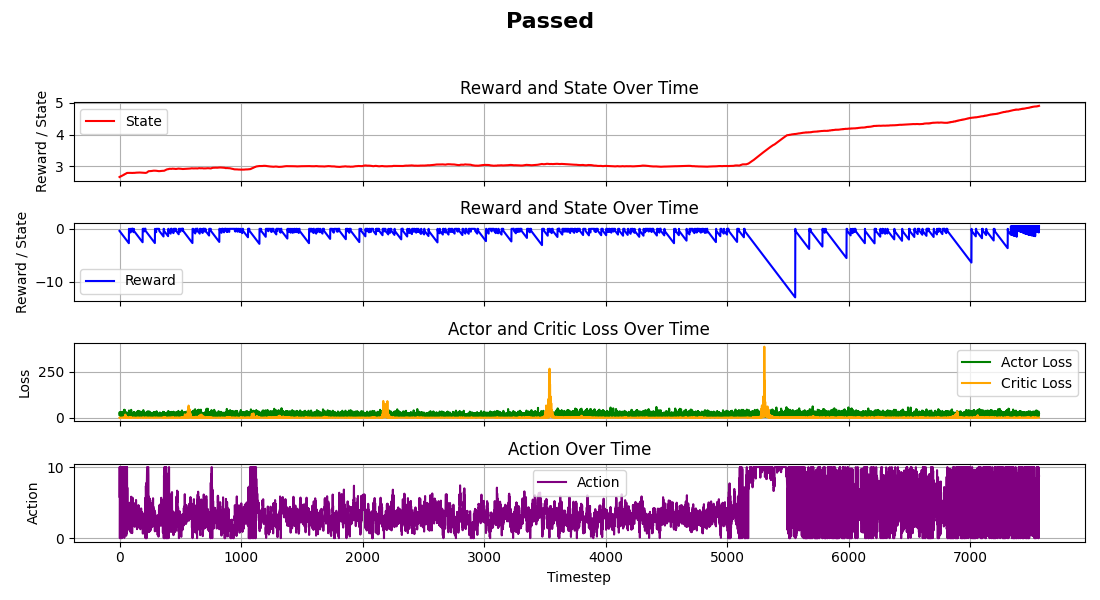 Passed
Reward and State Over Time
Reward / State
5
4
3
State
Reward and State Over Time
Reward / State
0
−10
Reward
Actor and Critic Loss Over Time
Loss
250
0
Actor Loss
Critic Loss
Action Over Time
Action
10
0
Action
0 1000 2000 3000 4000 5000 6000 7000
Timestep